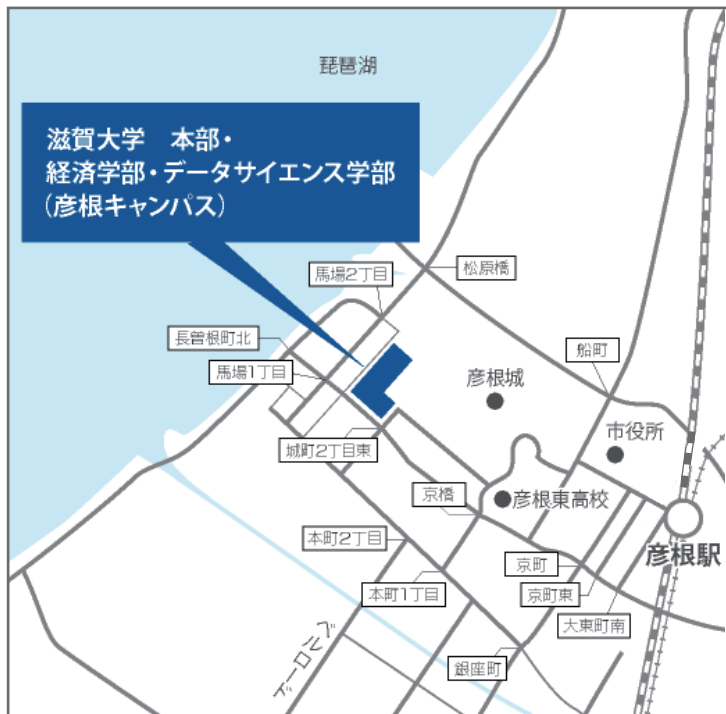 琵琶湖
滋賀大学　本部・
経済学部・データサイエンス学部
(彦根キャンパス)
馬場2丁目
松原橋
長曽根町北
馬場1丁目
船町
彦根城
城町2丁目東
市役所
京橋
彦根東高校
本町2丁目
彦根駅
京町
本町1丁目
京町東
大東町南
ベルロード
銀座町